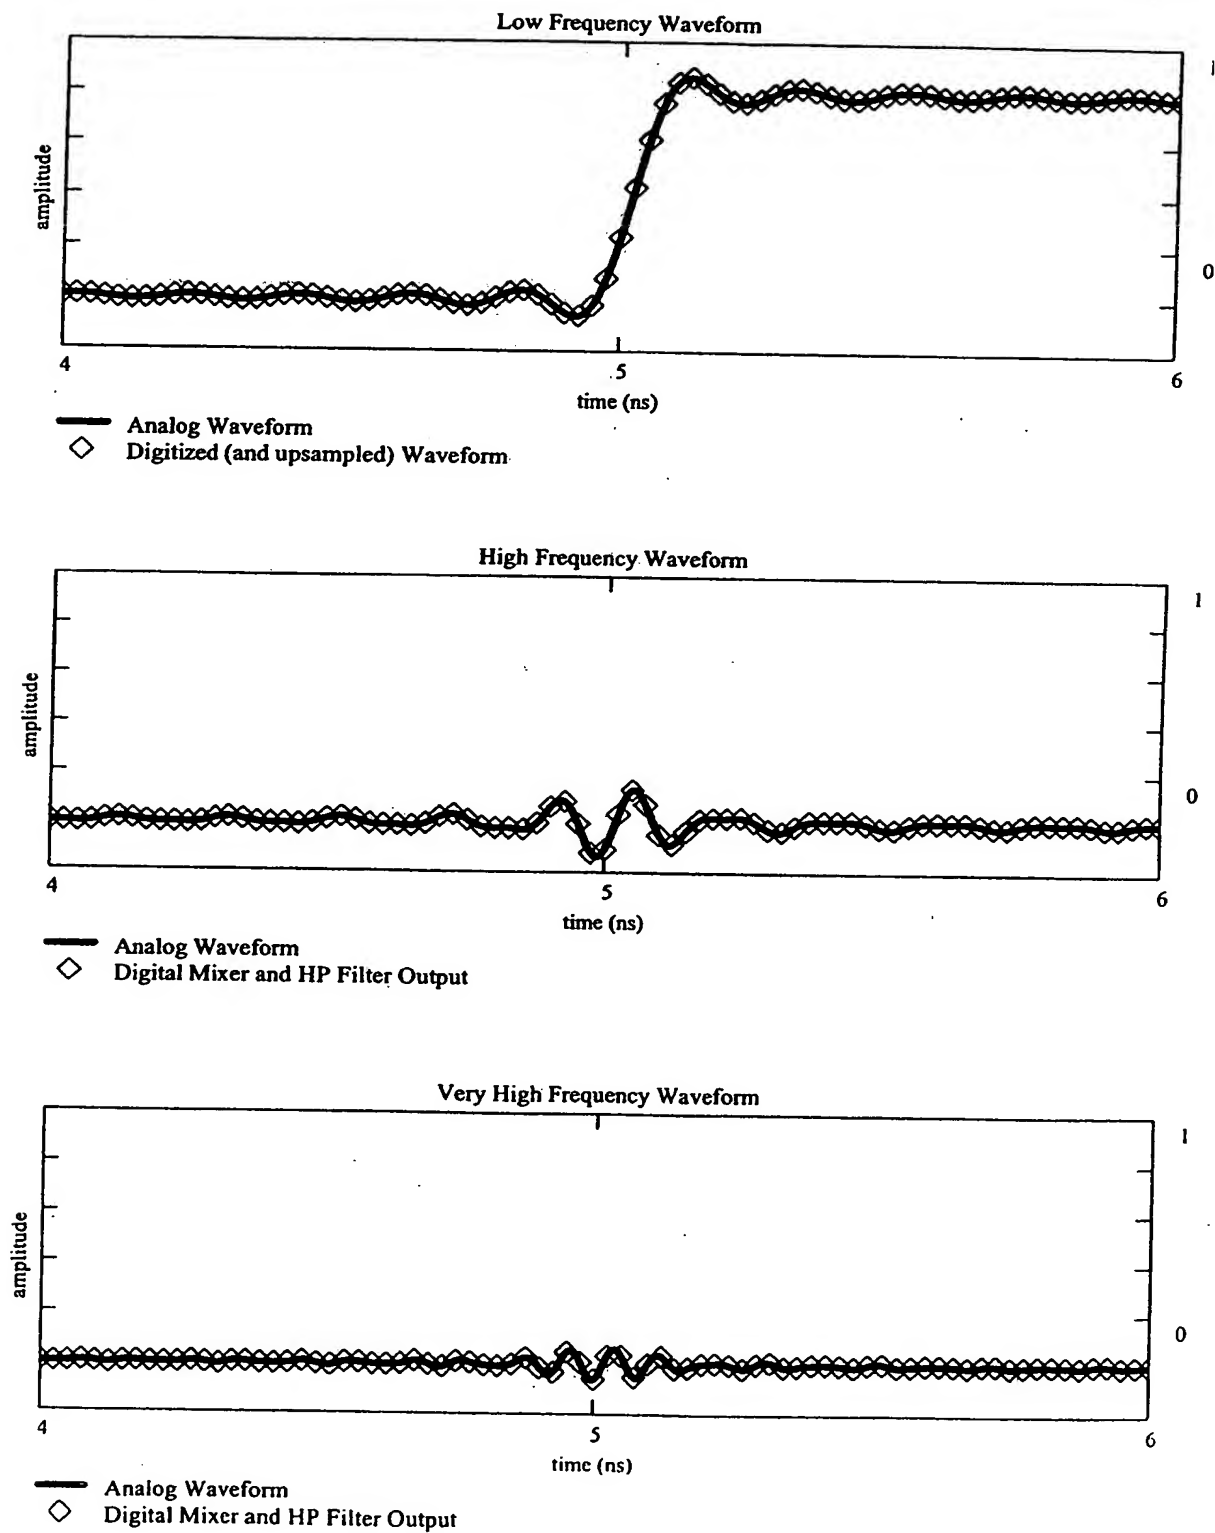 Low Frequency Waveform
1
amplitude
0
4
5
6
time (ns)
Analog Waveform
Digitized (and upsampled) Waveform
High Frequency Waveform
1
amplitude
0
4
5
6
time (ns)
Analog Waveform
Digital Mixer and HP Filter Output
Very High Frequency Waveform
1
amplitude
0
4
5
6
time (ns)
Analog Waveform
Digital Mixer and HP Filter Output